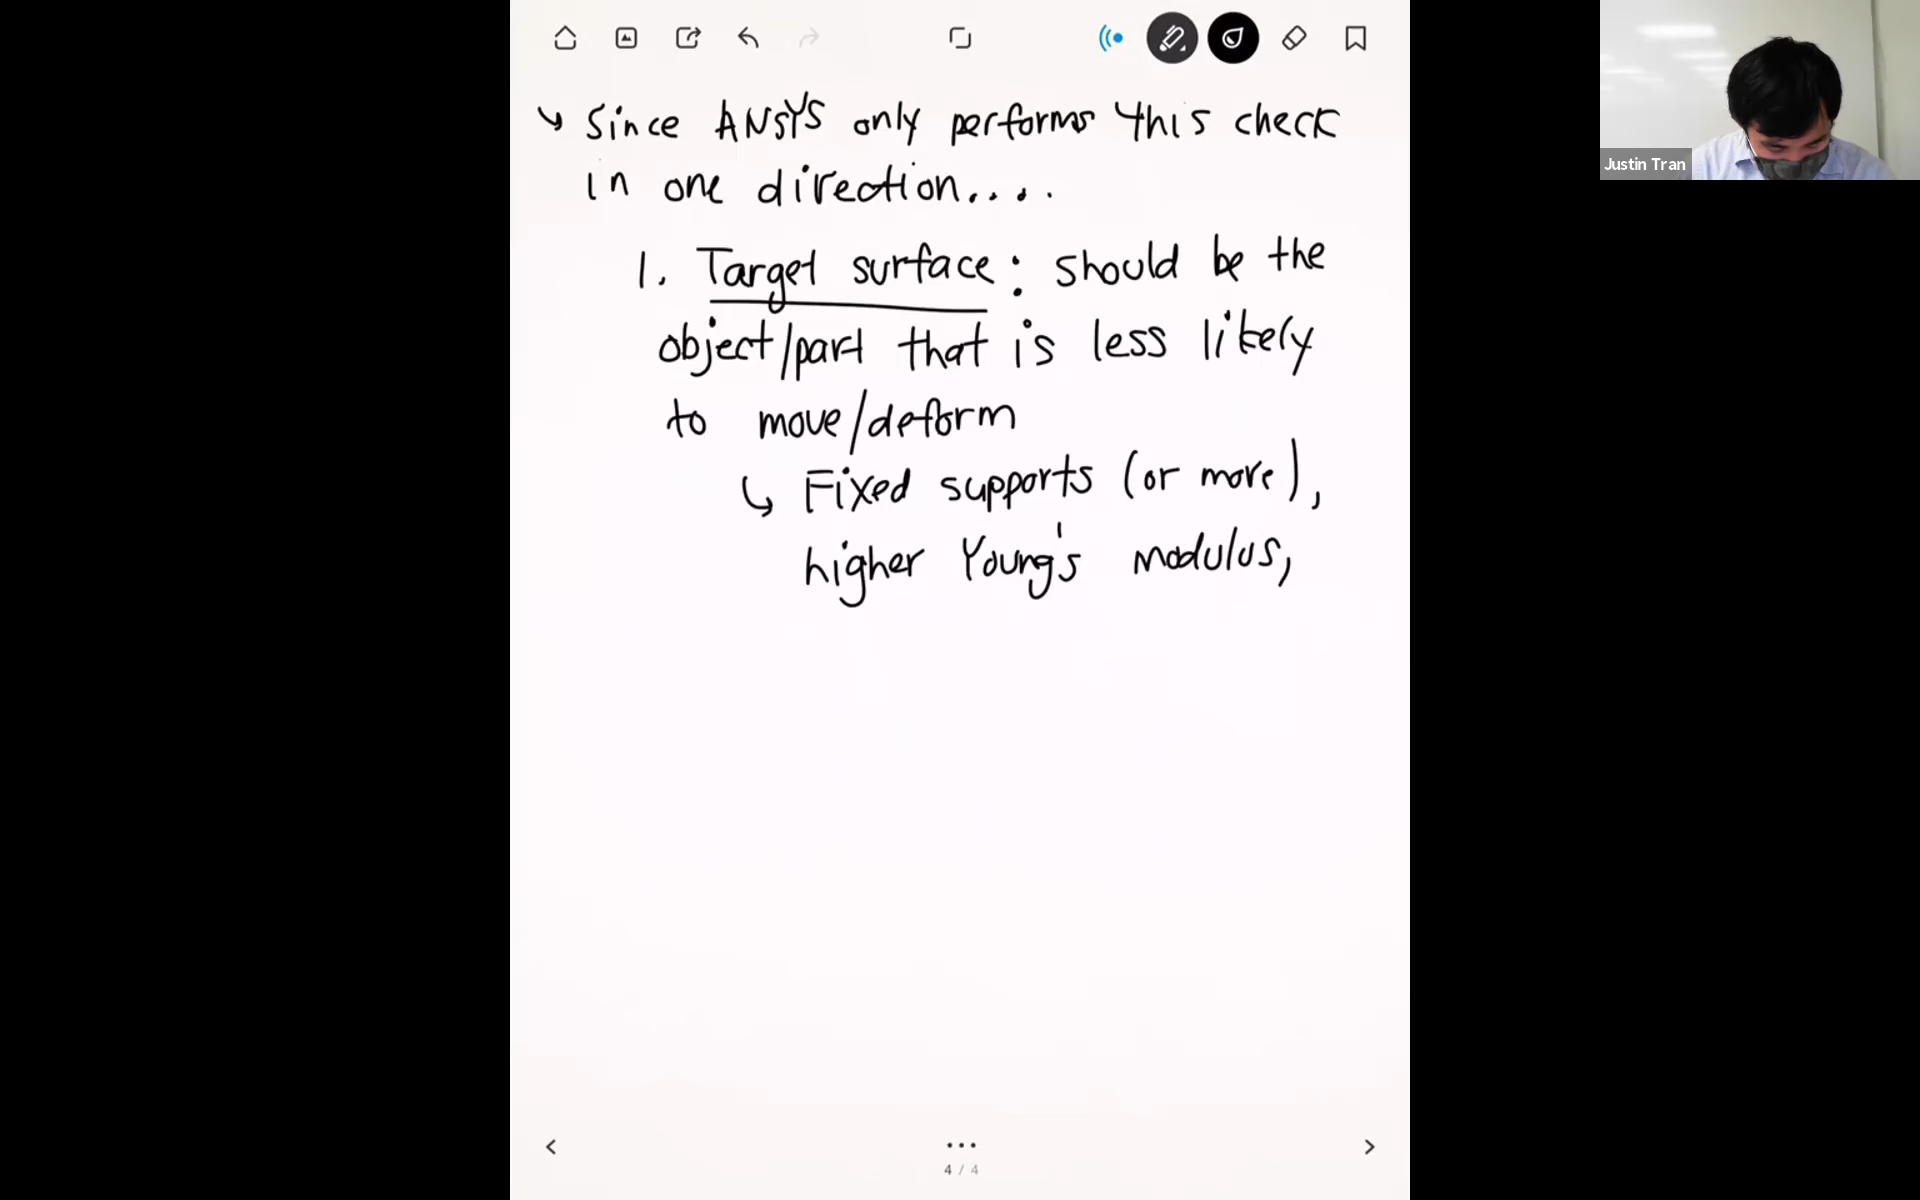 ↳ Since ANSYS only performs this check
in one direction....
1. Target surface: should be the
object/part that is less likely
to move/deform
↳ Fixed supports (or more),
higher Young's modulus,
4 / 4
Justin Tran